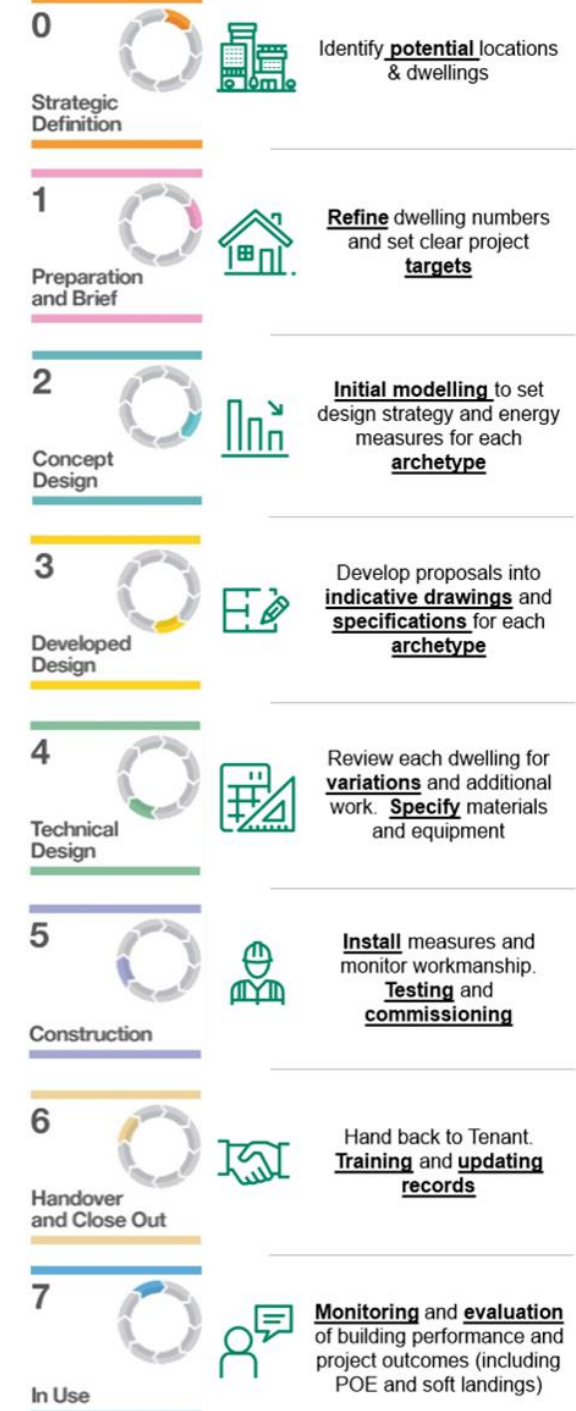 0
Strategic
Definition
Identify potential locations
& dwellings
1
Preparation
and Brief
Refine dwelling numbers
and set clear project
targets
2
Concept
Design
Initial modelling to set
design strategy and energy
measures for each
archetype
3
Developed
Design
Develop proposals into
indicative drawings and
specifications for each
archetype
4
Technical
Design
Review each dwelling for
variations and additional
work. Specify materials
and equipment
5
Construction
Install measures and
monitor workmanship.
Testing and
commissioning
6
Handover
and Close Out
Hand back to Tenant.
Training and updating
records
7
In Use
Monitoring and evaluation
of building performance and
project outcomes (including
POE and soft landings)